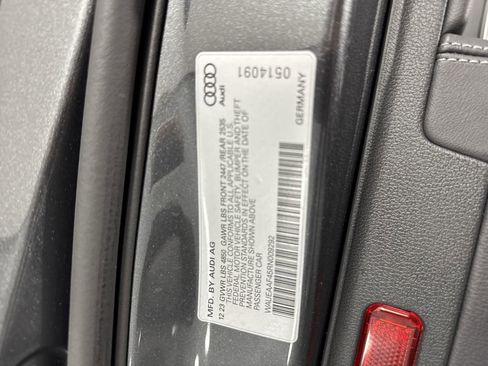 MFD. BY AUDI AG
12.23 GVWR LBS 4850 GAWR LBS FRONT 2447 /REAR 2535
THIS VEHICLE CONFORMS TO ALL APPLICABLE U.S.
FEDERAL MOTOR VEHICLE SAFETY, BUMPER AND THEFT
PREVENTION STANDARDS IN EFFECT ON THE DATE OF
MANUFACTURE SHOWN ABOVE
PASSENGER CAR
WAUEAAF45RN009292
GERMANY
Audi
0514091